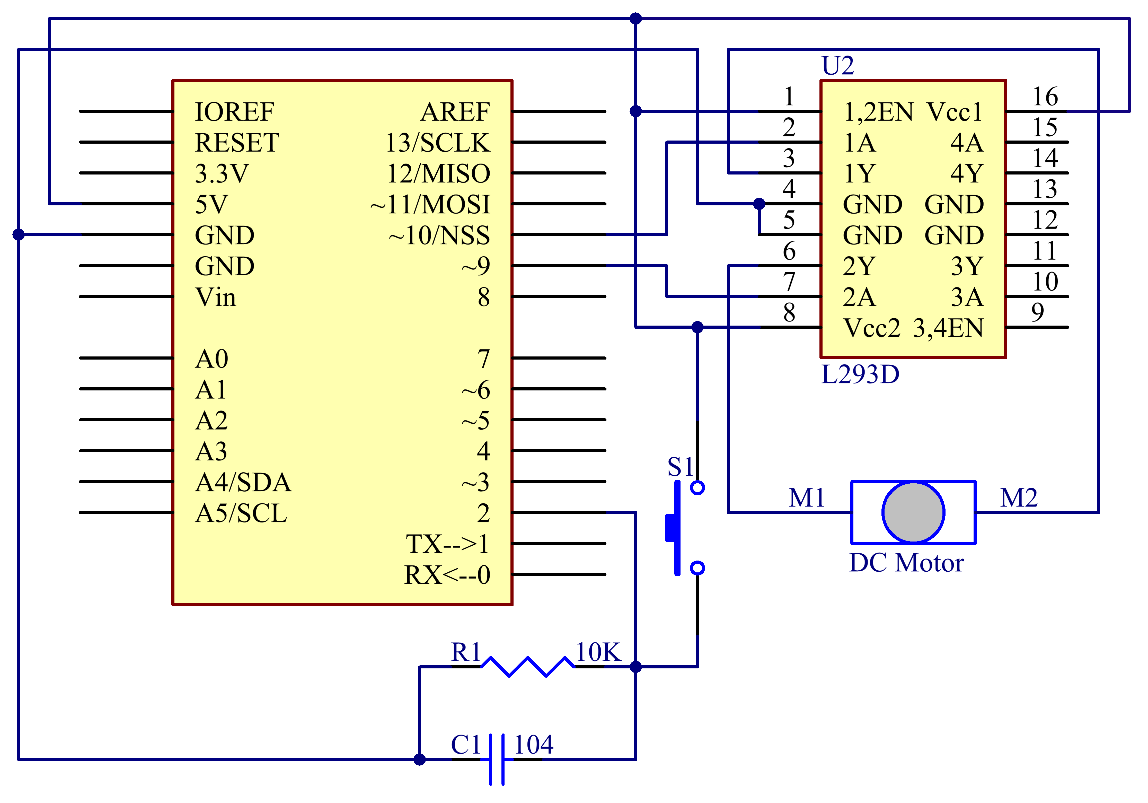 U2
IOREF AREF
RESET 13/SCLK
3.3V 12/MISO
5V ~11/MOSI
GND ~10/NSS
GND ~9
Vin 8
A0 7
A1 ~6
A2 ~5
A3 4
A4/SDA ~3
A5/SCL 2
TX-->1
RX<--0
1 1,2EN Vcc1 16
2 1A 4A 15
3 1Y 4Y 14
4 GND GND 13
5 GND GND 12
6 2Y 3Y 11
7 2A 3A 10
8 Vcc2 3,4EN 9
L293D
S1
M1 M2
DC Motor
R1 10K
C1 104